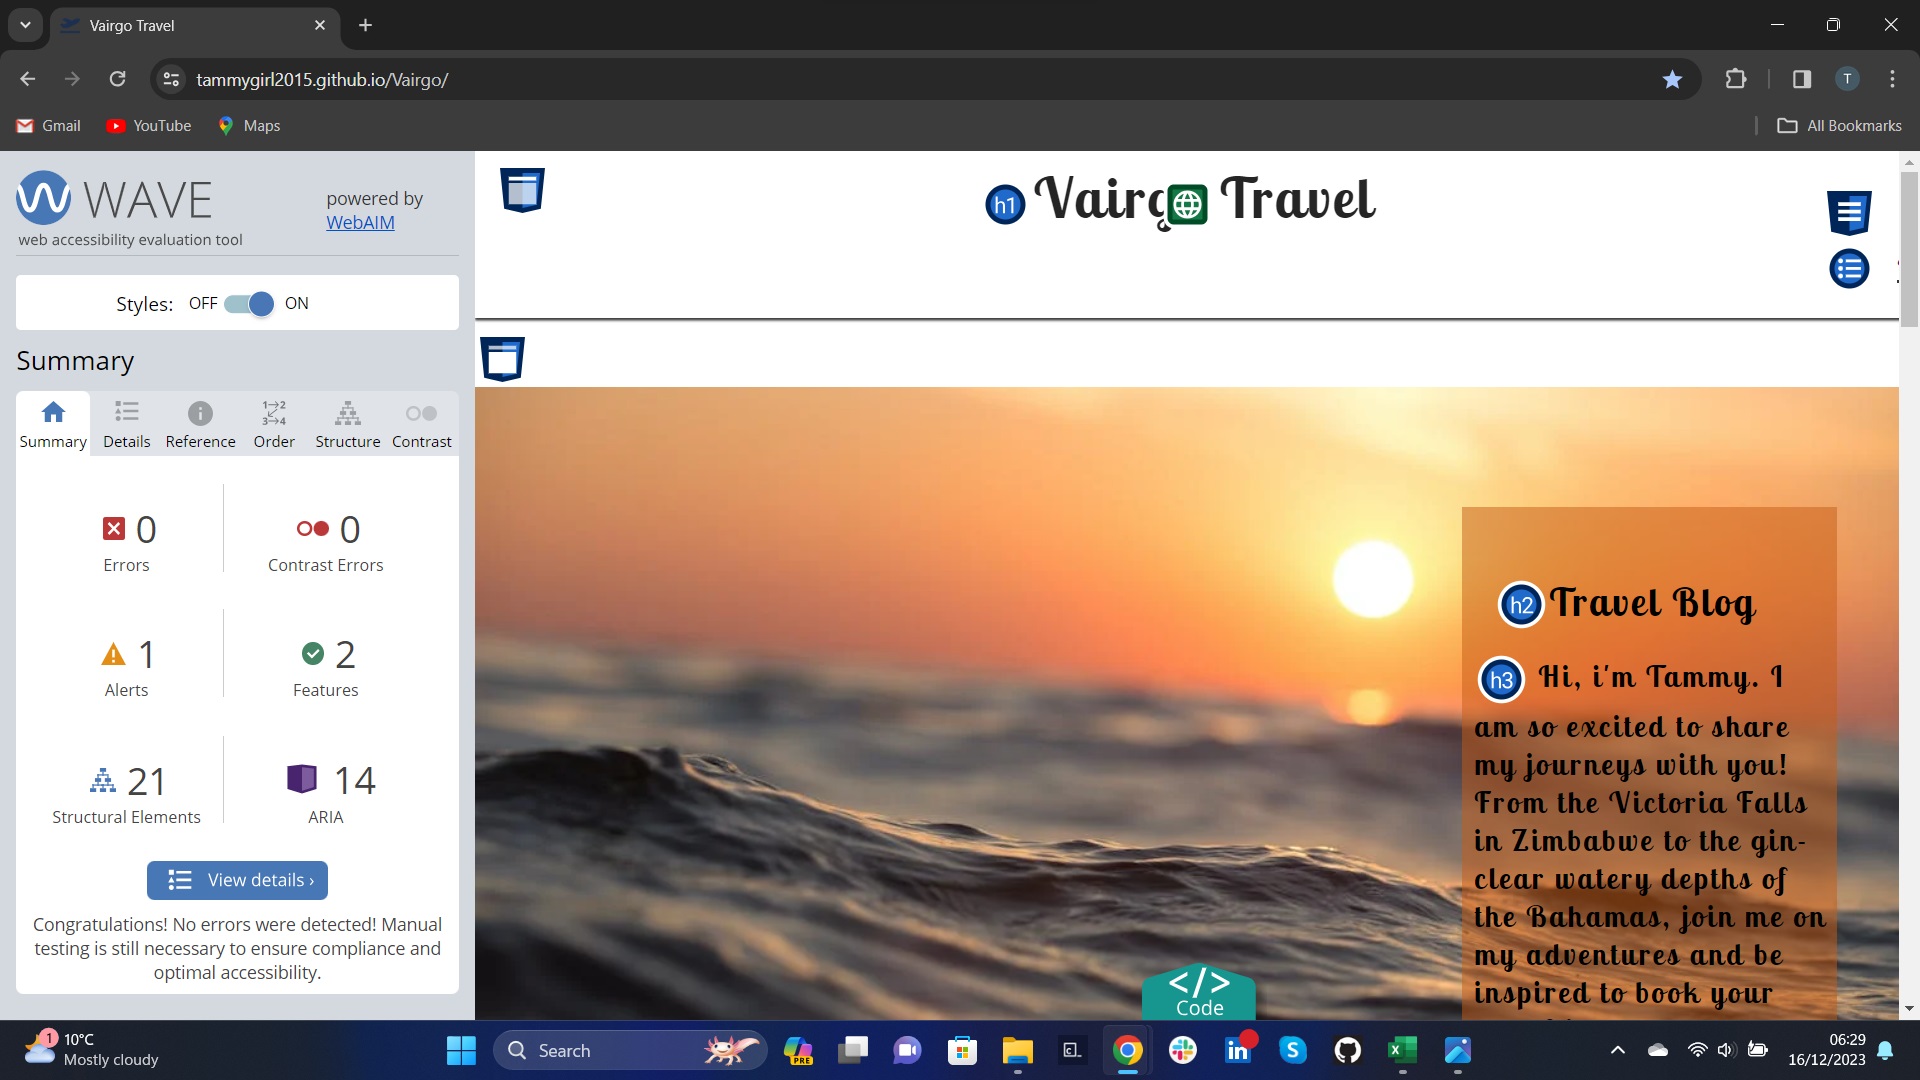 Vairgo Travel
tammygirl2015.github.io/Vairgo/
T
Gmail YouTube Maps
All Bookmarks
WAVE
web accessibility evaluation tool
powered by
WebAIM
Styles: OFF ON
Summary
Summary Details Reference Order Structure Contrast
0
Errors
0
Contrast Errors
1
Alerts
2
Features
21
Structural Elements
14
ARIA
View details ›
Congratulations! No errors were detected! Manual
testing is still necessary to ensure compliance and
optimal accessibility.
h1 Vairgo Travel
h2 Travel Blog
h3 Hi, i'm Tammy. I
am so excited to share
my journeys with you!
From the Victoria Falls
in Zimbabwe to the gin-
clear watery depths of
the Bahamas, join me on
my adventures and be
inspired to book your
</>
Code
1
10°C
Mostly cloudy
Search
PRE
06:29
16/12/2023